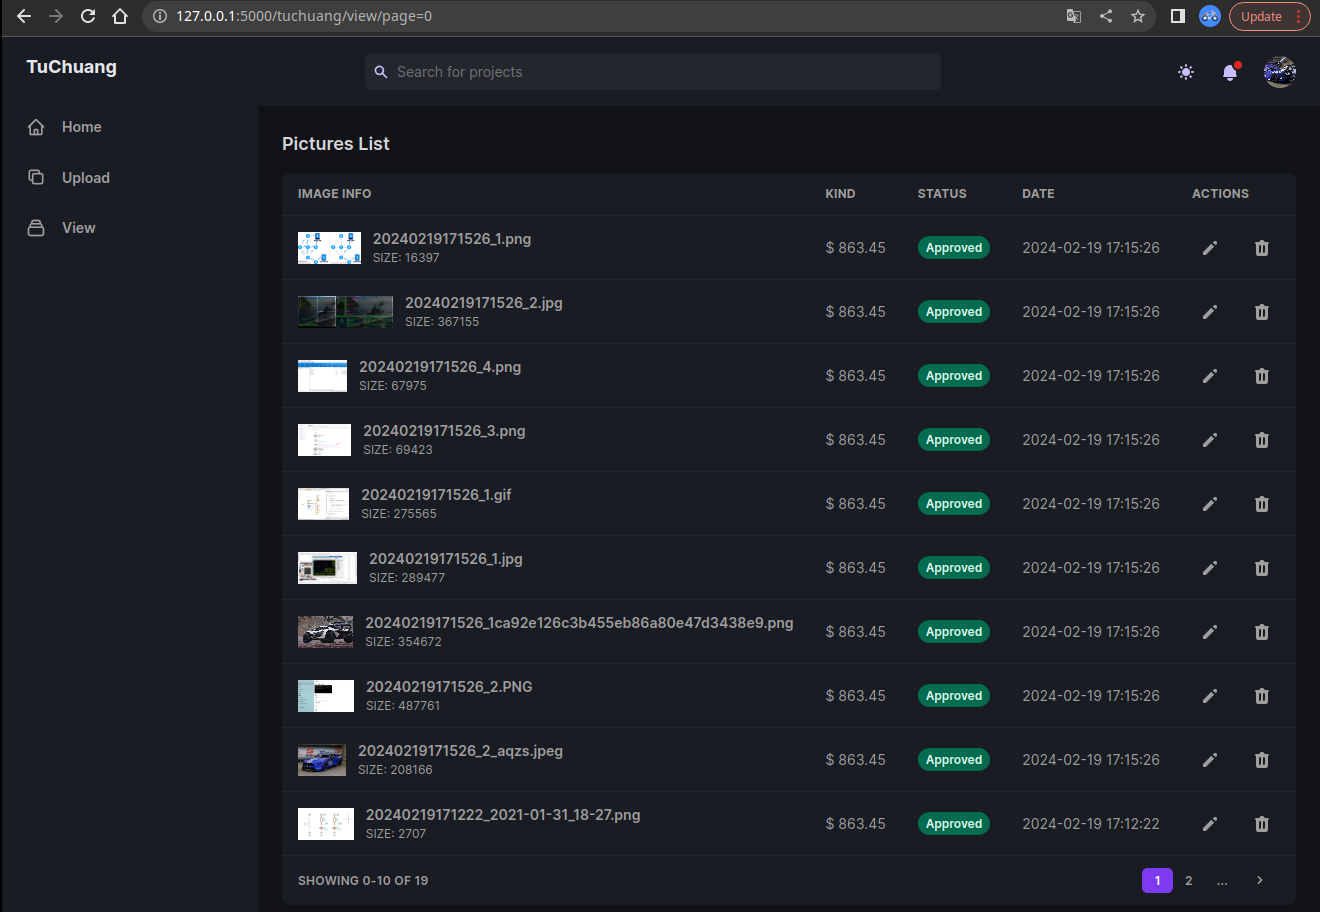 127.0.0.1:5000/tuchuang/view/page=0
Update
TuChuang
Search for projects
Home
Upload
View
Pictures List
IMAGE INFO KIND STATUS DATE ACTIONS
20240219171526_1.png
SIZE: 16397
$ 863.45 Approved 2024-02-19 17:15:26
20240219171526_2.jpg
SIZE: 367155
$ 863.45 Approved 2024-02-19 17:15:26
20240219171526_4.png
SIZE: 67975
$ 863.45 Approved 2024-02-19 17:15:26
20240219171526_3.png
SIZE: 69423
$ 863.45 Approved 2024-02-19 17:15:26
20240219171526_1.gif
SIZE: 275565
$ 863.45 Approved 2024-02-19 17:15:26
20240219171526_1.jpg
SIZE: 289477
$ 863.45 Approved 2024-02-19 17:15:26
20240219171526_1ca92e126c3b455eb86a80e47d3438e9.png
SIZE: 354672
$ 863.45 Approved 2024-02-19 17:15:26
20240219171526_2.PNG
SIZE: 487761
$ 863.45 Approved 2024-02-19 17:15:26
20240219171526_2_aqzs.jpeg
SIZE: 208166
$ 863.45 Approved 2024-02-19 17:15:26
20240219171222_2021-01-31_18-27.png
SIZE: 2707
$ 863.45 Approved 2024-02-19 17:12:22
SHOWING 0-10 OF 19
1 2 ...